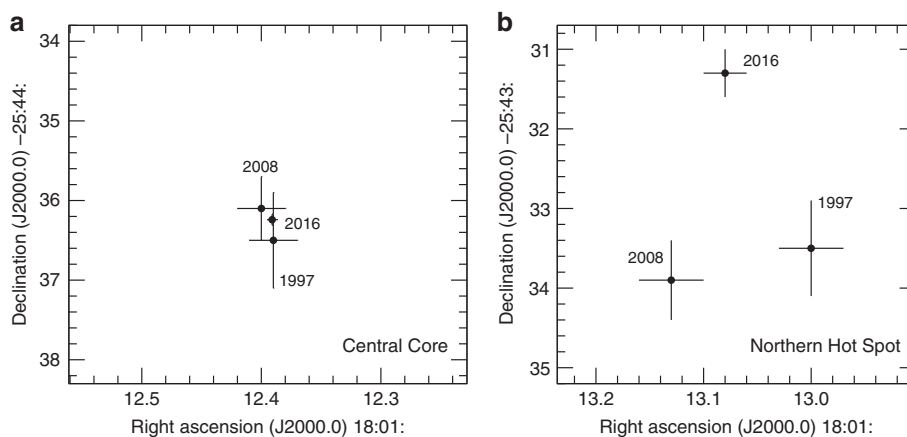 a
34
35
36
37
38
2008
2016
1997
Central Core
12.5
12.4
12.3
Right ascension (J2000.0) 18:01:
Declination (J2000.0) –25:44:
b
31
32
33
34
35
2016
1997
2008
Northern Hot Spot
13.2
13.1
13.0
Right ascension (J2000.0) 18:01:
Declination (J2000.0) –25:43: